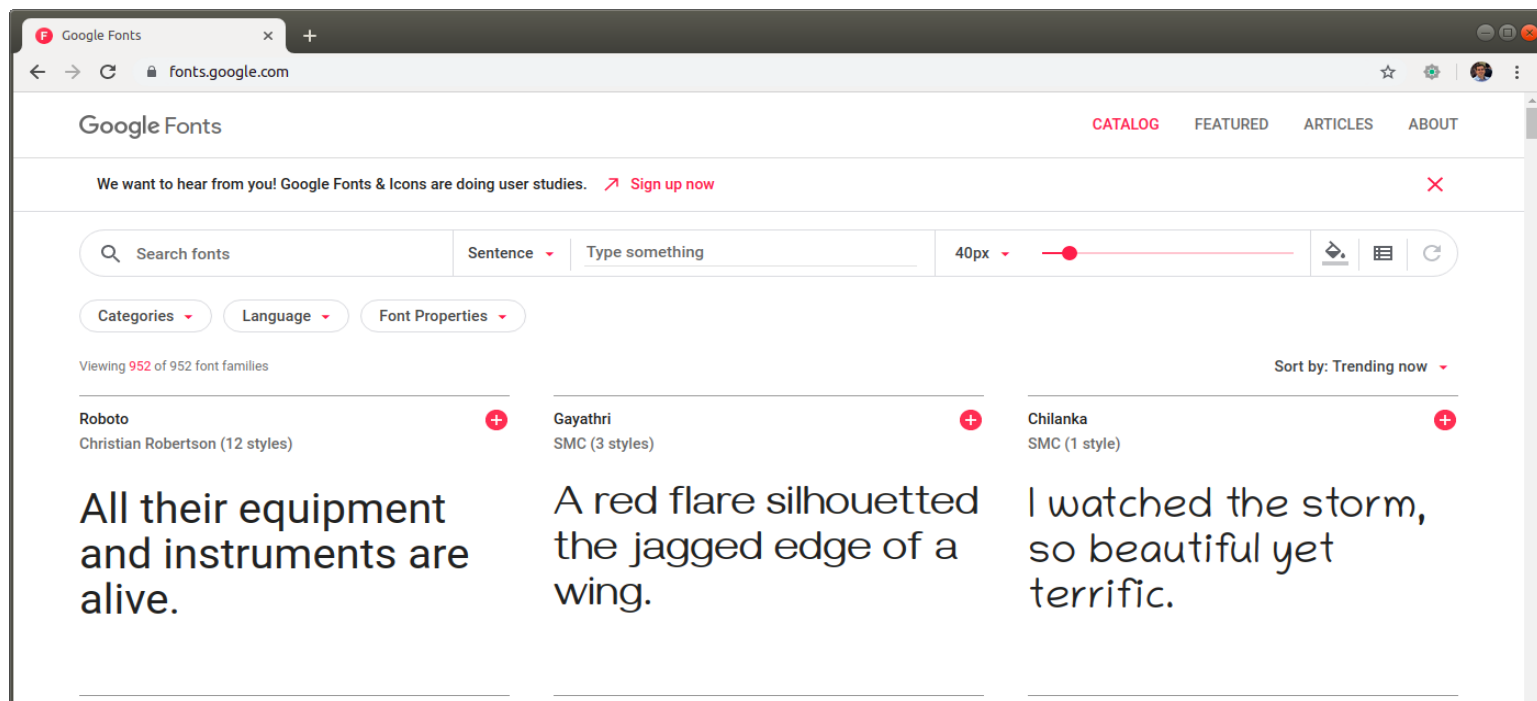 Google Fonts
fonts.google.com
Google Fonts
CATALOG FEATURED ARTICLES ABOUT
We want to hear from you! Google Fonts & Icons are doing user studies. Sign up now
Search fonts Sentence Type something 40px
Categories Language Font Properties
Viewing 952 of 952 font families Sort by: Trending now
Roboto
Christian Robertson (12 styles)
All their equipment
and instruments are
alive.
Gayathri
SMC (3 styles)
A red flare silhouetted
the jagged edge of a
wing.
Chilanka
SMC (1 style)
I watched the storm,
so beautiful yet
terrific.